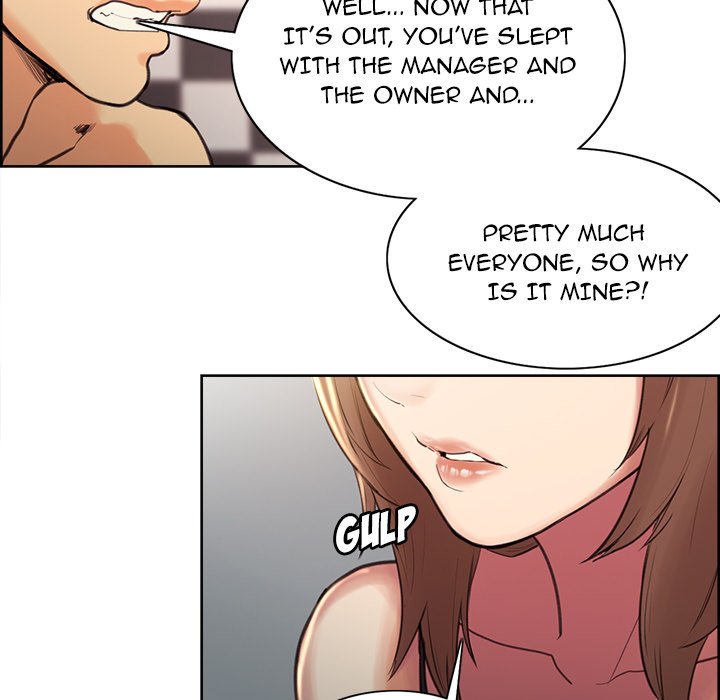 WELL... NOW THAT
IT'S OUT, YOU'VE SLEPT
WITH THE MANAGER AND
THE OWNER AND...
PRETTY MUCH
EVERYONE, SO WHY
IS IT MINE?!
GULP